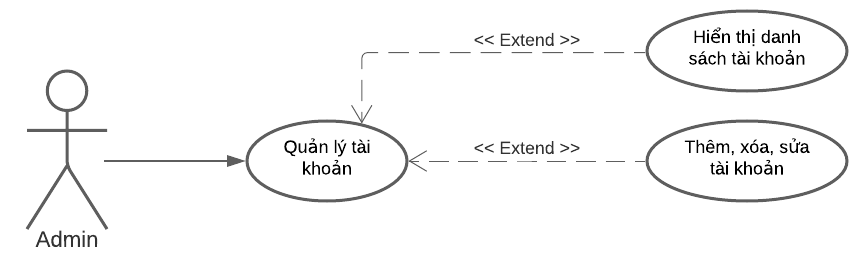 << Extend >>
Hiển thị danh
sách tài khoản
Quản lý tài
khoản
<< Extend >>
Thêm, xóa, sửa
tài khoản
Admin